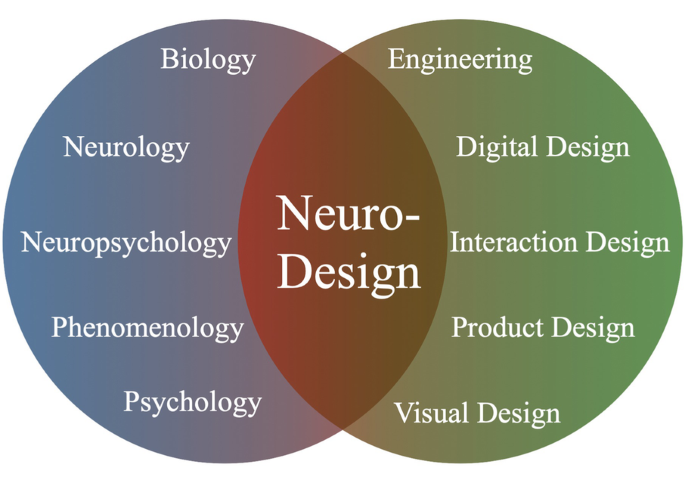 Biology
Neurology
Neuropsychology
Phenomenology
Psychology
Neuro-
Design
Engineering
Digital Design
Interaction Design
Product Design
Visual Design